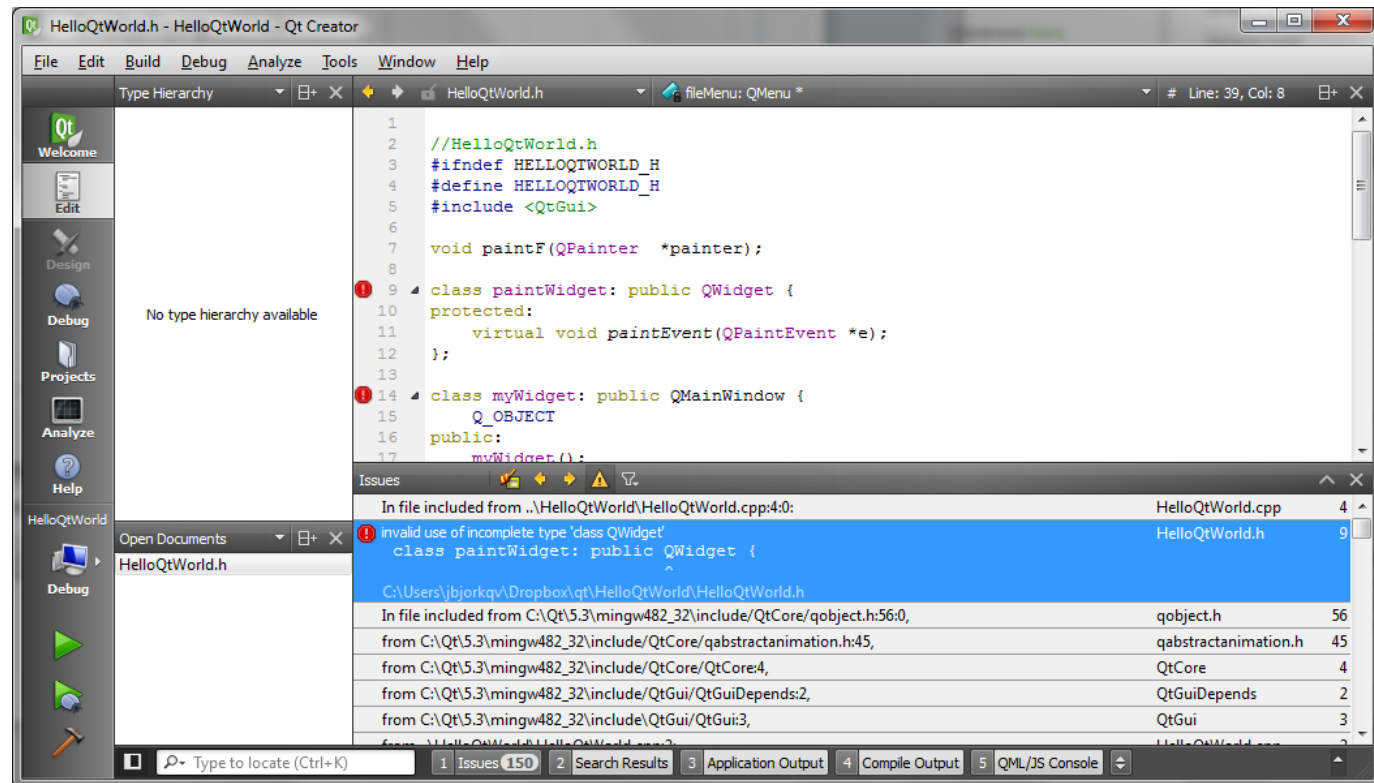 HelloQtWorld.h - HelloQtWorld - Qt Creator
File Edit Build Debug Analyze Tools Window Help
Type Hierarchy HelloQtWorld.h fileMenu: QMenu * # Line: 39, Col: 8
Welcome
Edit
Design
Debug
Projects
Analyze
Help
HelloQtWorld
Debug
No type hierarchy available
Open Documents
HelloQtWorld.h
1
2 //HelloQtWorld.h
3 #ifndef HELLOQTWORLD_H
4 #define HELLOQTWORLD_H
5 #include <QtGui>
6
7 void paintF(QPainter  *painter);
8
9 class paintWidget: public QWidget {
10 protected:
11     virtual void paintEvent(QPaintEvent *e);
12 };
13
14 class myWidget: public QMainWindow {
15     Q_OBJECT
16 public:
17     myWidget();
Issues
In file included from ..\HelloQtWorld\HelloQtWorld.cpp:4:0: HelloQtWorld.cpp 4
invalid use of incomplete type 'class QWidget' HelloQtWorld.h 9
class paintWidget: public QWidget {
^
C:\Users\jbjorkqv\Dropbox\qt\HelloQtWorld\HelloQtWorld.h
In file included from C:\Qt\5.3\mingw482_32\include/QtCore/qobject.h:56:0, qobject.h 56
from C:\Qt\5.3\mingw482_32\include/QtCore/qabstractanimation.h:45, qabstractanimation.h 45
from C:\Qt\5.3\mingw482_32\include/QtCore/QtCore:4, QtCore 4
from C:\Qt\5.3\mingw482_32\include/QtGui/QtGuiDepends:2, QtGuiDepends 2
from C:\Qt\5.3\mingw482_32\include\QtGui/QtGui:3, QtGui 3
Type to locate (Ctrl+K) 1 Issues 150 2 Search Results 3 Application Output 4 Compile Output 5 QML/JS Console